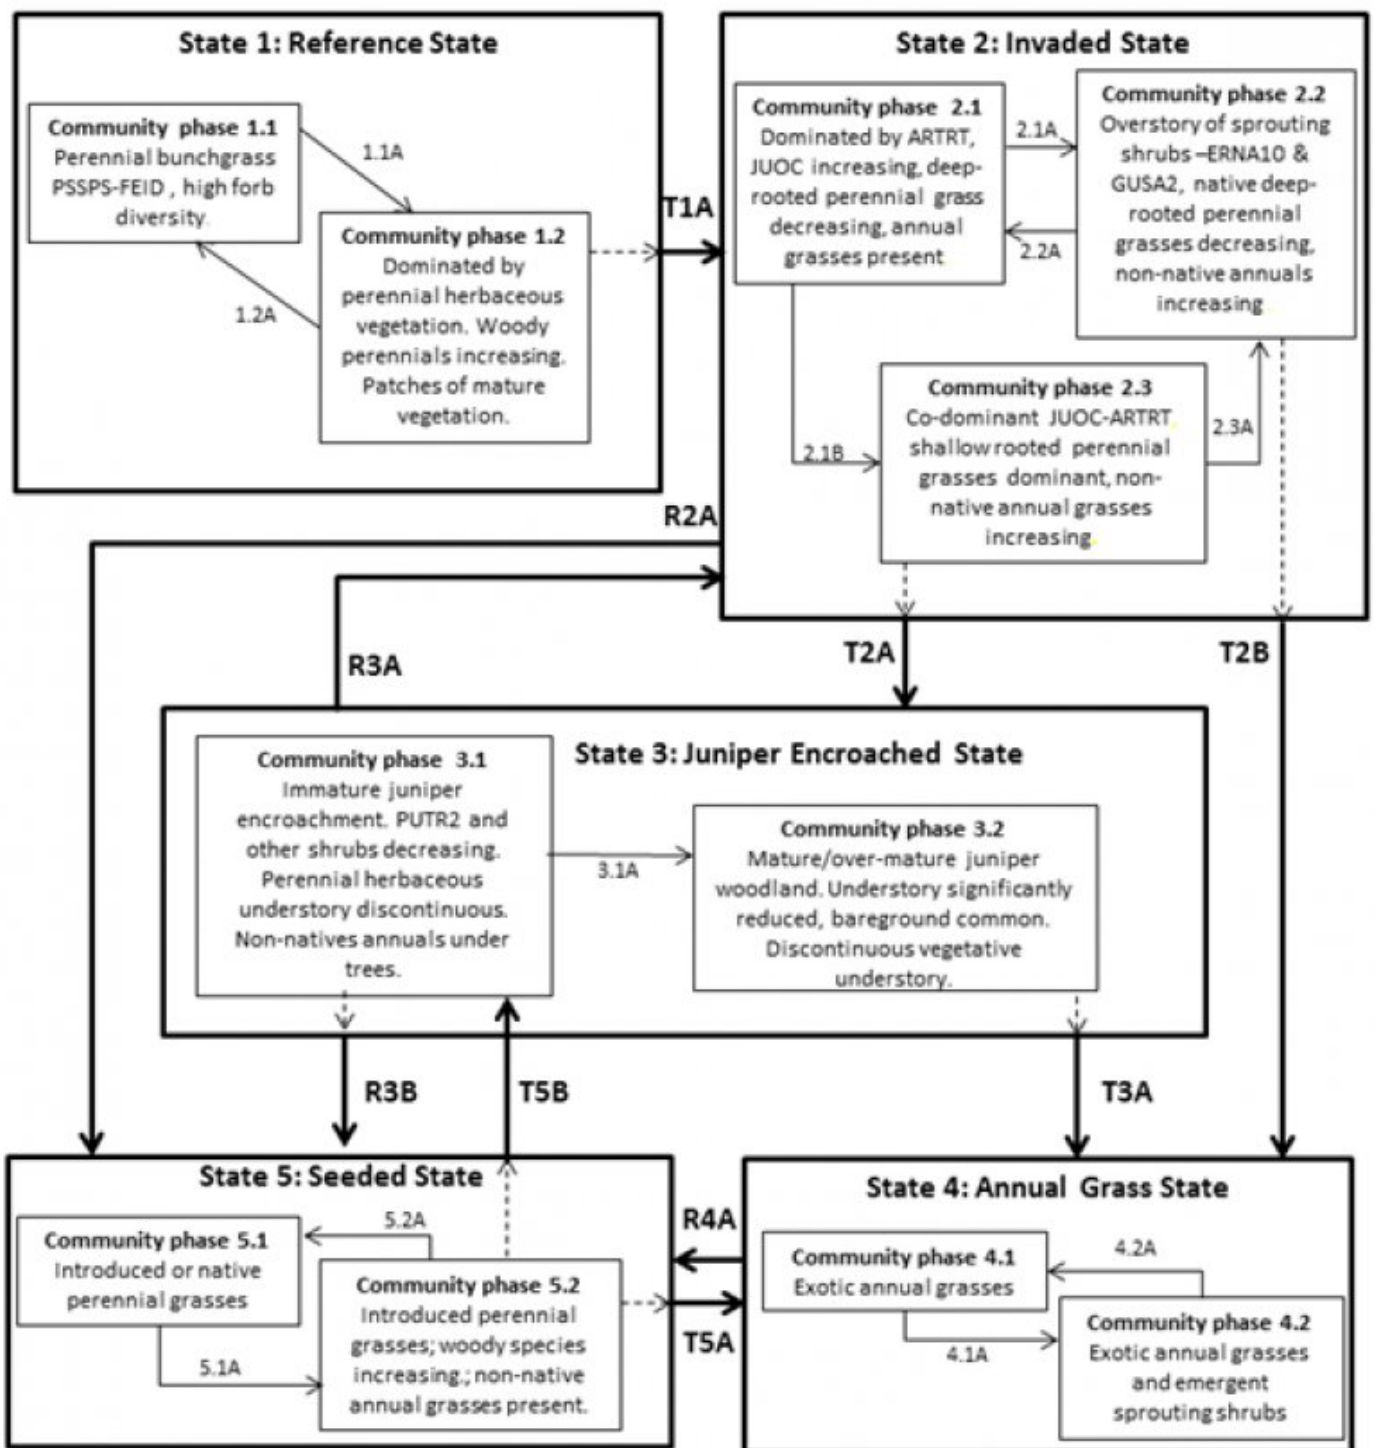 State 1: Reference State
Community phase 1.1
Perennial bunchgrass
PSSPS-FEID , high forb
diversity.
1.1A
Community phase 1.2
Dominated by
perennial herbaceous
vegetation. Woody
perennials increasing.
Patches of mature
vegetation.
1.2A
T1A
State 2: Invaded State
Community phase 2.1
Dominated by ARTRT,
JUOC increasing, deep-
rooted perennial grass
decreasing, annual
grasses present
2.1A
2.2A
Community phase 2.2
Overstory of sprouting
shrubs –ERNA10 &
GUSA2, native deep-
rooted perennial
grasses decreasing,
non-native annuals
increasing
2.1B
Community phase 2.3
Co-dominant JUOC-ARTRT,
shallow rooted perennial
grasses dominant, non-
native annual grasses
increasing.
2.3A
R2A
R3A
T2A
T2B
State 3: Juniper Encroached State
Community phase 3.1
Immature juniper
encroachment. PUTR2 and
other shrubs decreasing.
Perennial herbaceous
understory discontinuous.
Non-natives annuals under
trees.
3.1A
Community phase 3.2
Mature/over-mature juniper
woodland. Understory significantly
reduced, bareground common.
Discontinuous vegetative
understory.
R3B
T5B
T3A
State 5: Seeded State
Community phase 5.1
Introduced or native
perennial grasses
5.2A
5.1A
Community phase 5.2
Introduced perennial
grasses; woody species
increasing.; non-native
annual grasses present.
R4A
T5A
State 4: Annual Grass State
Community phase 4.1
Exotic annual grasses
4.2A
4.1A
Community phase 4.2
Exotic annual grasses
and emergent
sprouting shrubs